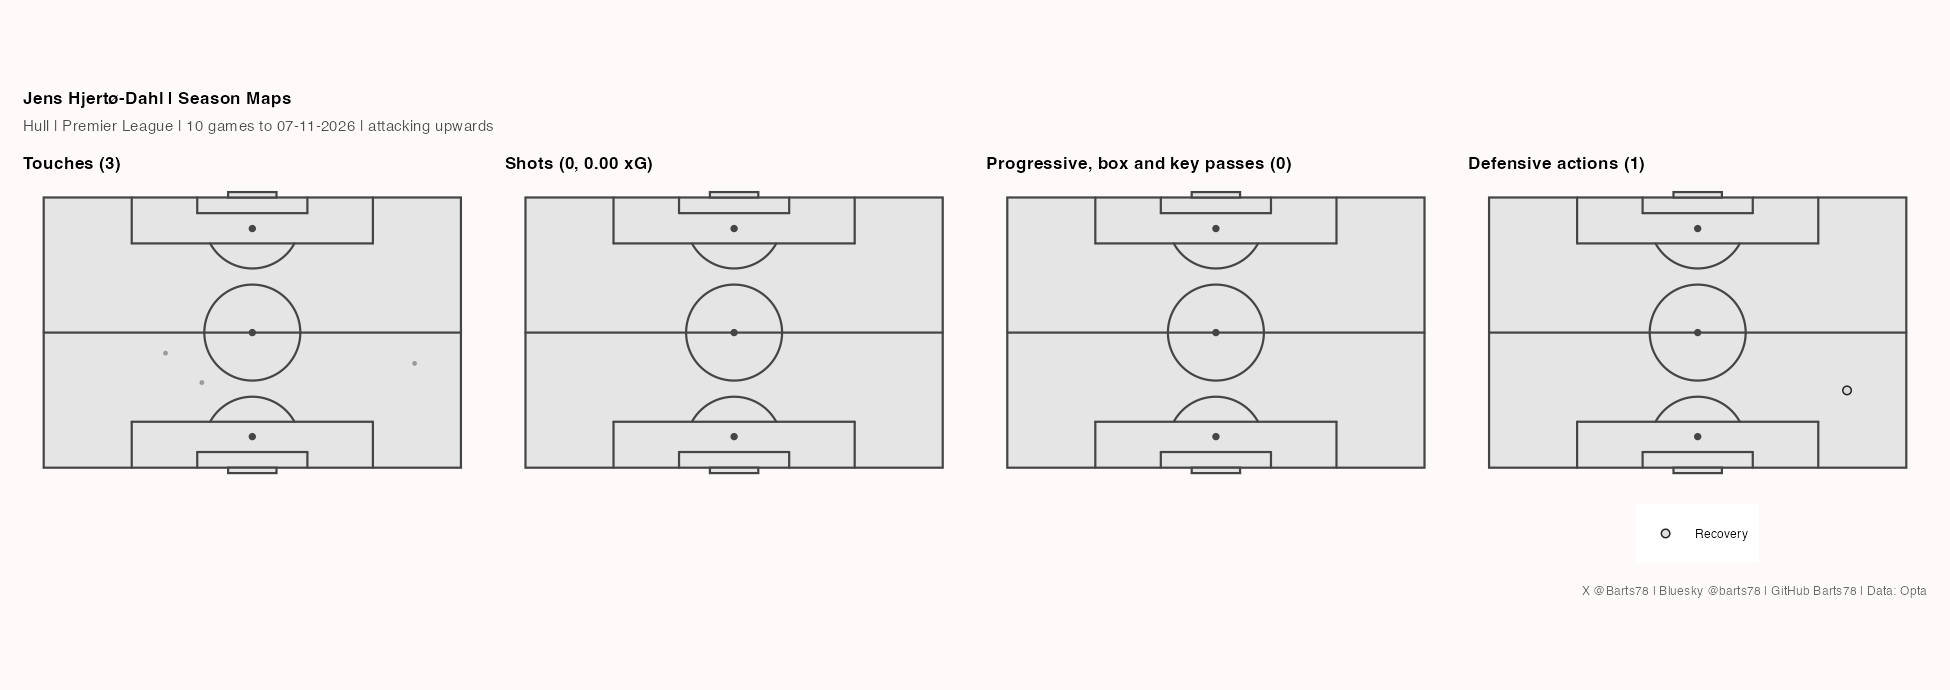 Jens Hjertø-Dahl | Season Maps
Hull | Premier League | 10 games to 07-11-2026 | attacking upwards
Touches (3)
Shots (0, 0.00 xG)
Progressive, box and key passes (0)
Defensive actions (1)
Recovery
X @Barts78 | Bluesky @barts78 | GitHub Barts78 | Data: Opta